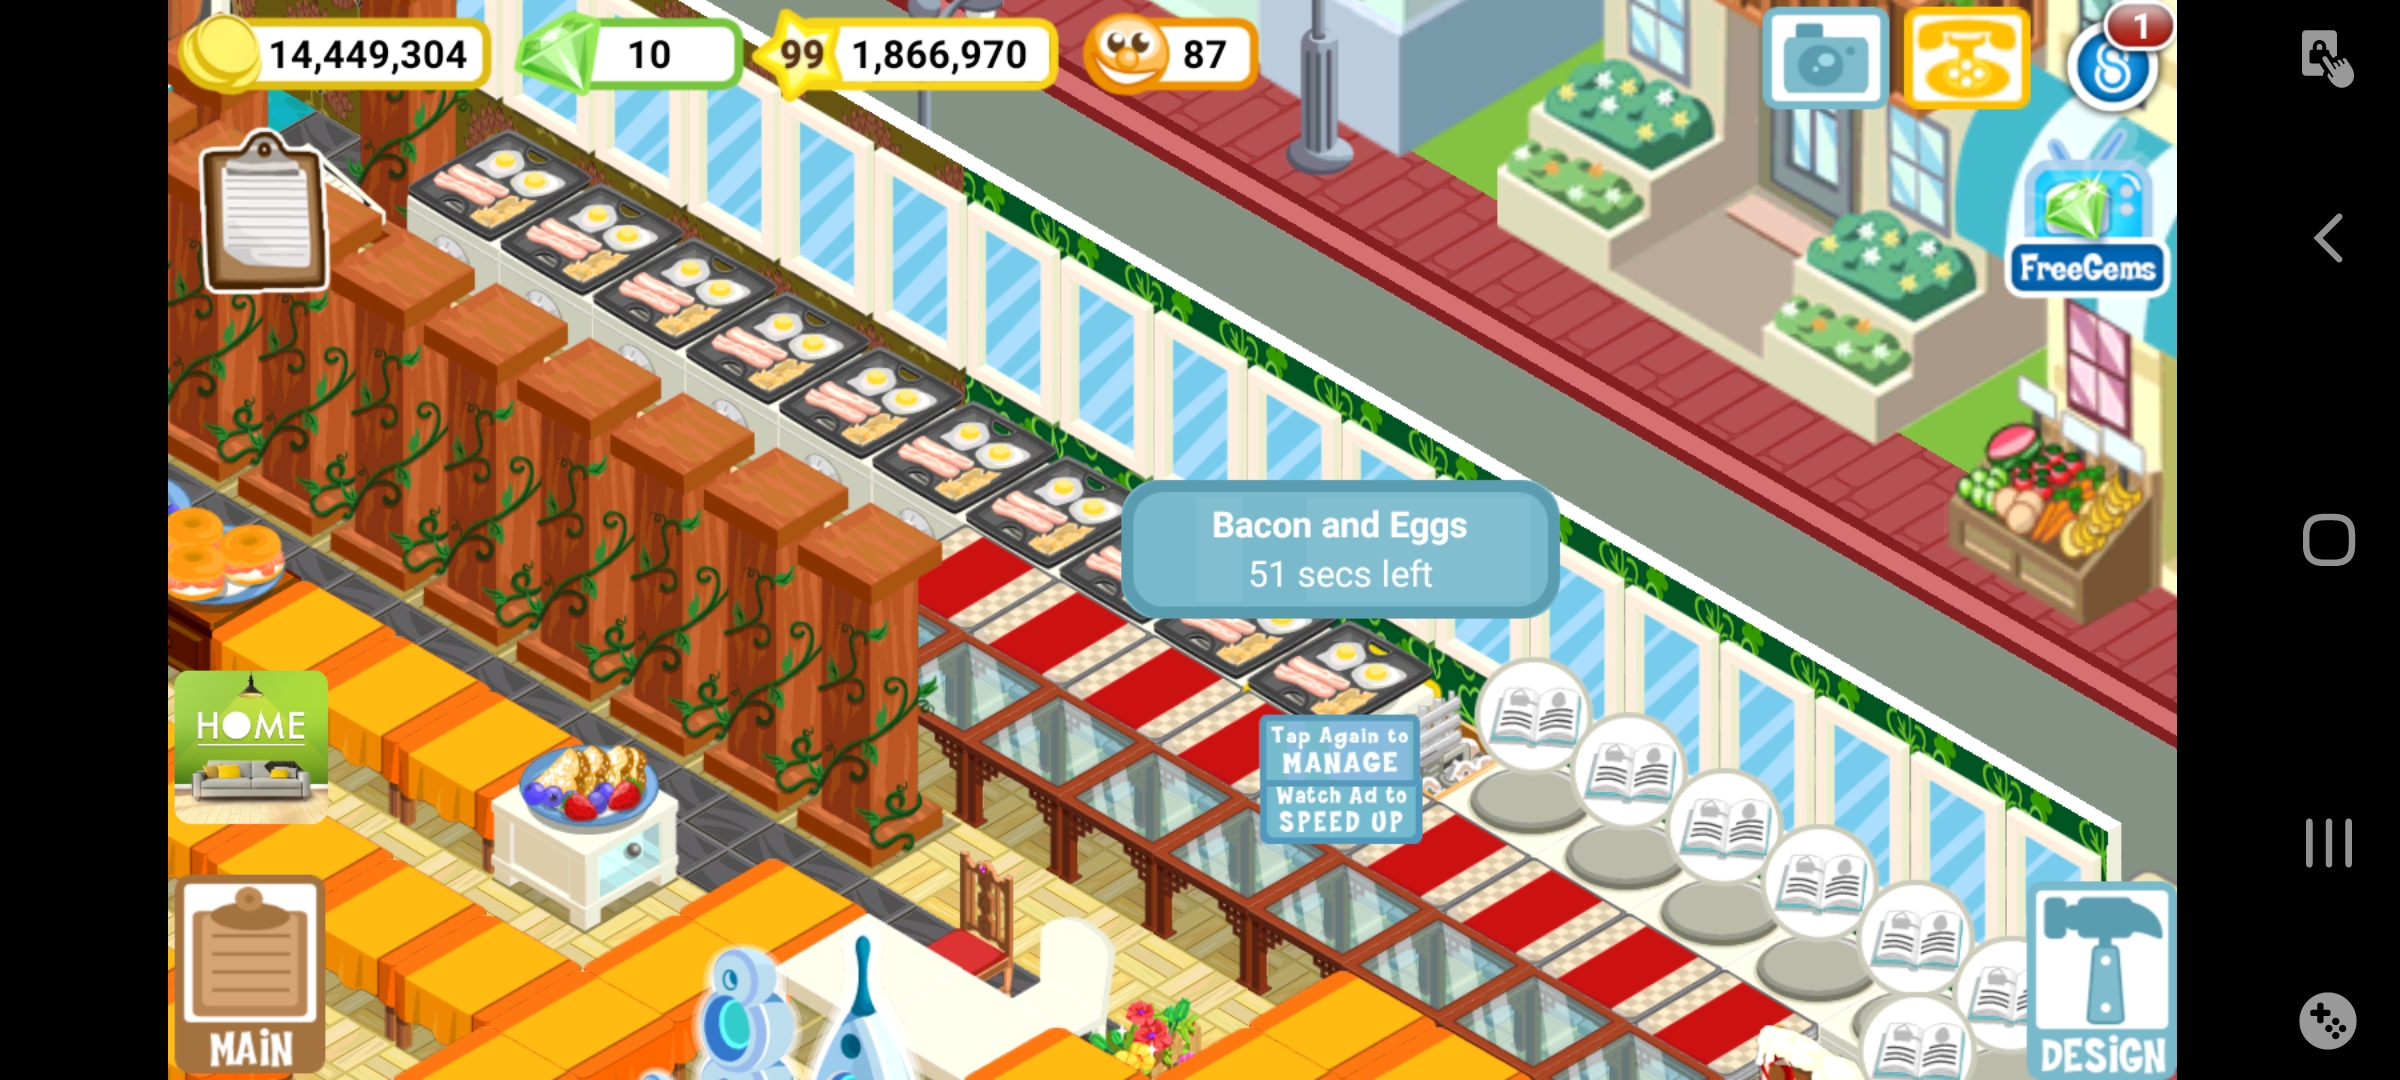 14,449,304
10
99 1,866,970
87
1
FreeGems
Bacon and Eggs
51 secs left
HOME
Tap Again to
MANAGE
Watch Ad to
SPEED UP
MAiN
DESiGN